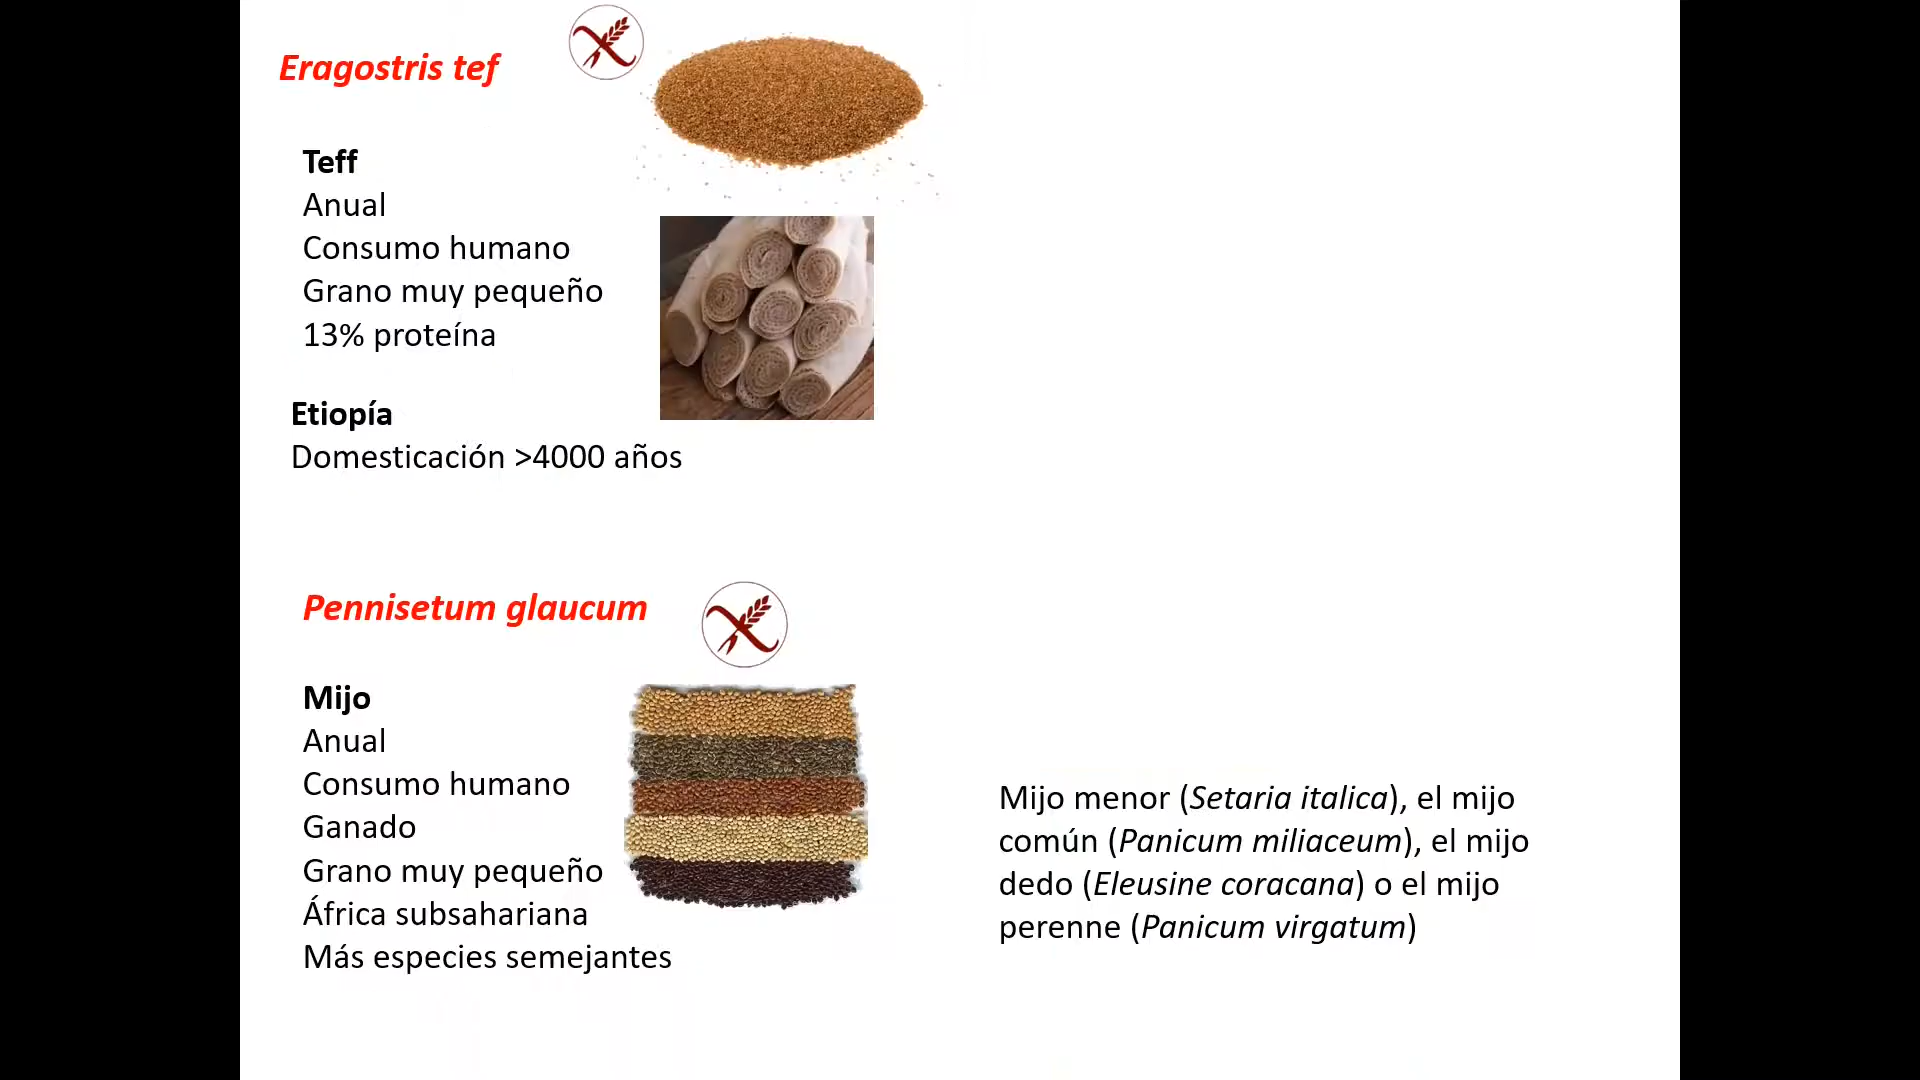 Eragostris tef
Teff
Anual
Consumo humano
Grano muy pequeño
13% proteína
Etiopía
Domesticación >4000 años
Pennisetum glaucum
Mijo
Anual
Consumo humano
Ganado
Grano muy pequeño
África subsahariana
Más especies semejantes
Mijo menor (Setaria italica), el mijo
común (Panicum miliaceum), el mijo
dedo (Eleusine coracana) o el mijo
perenne (Panicum virgatum)